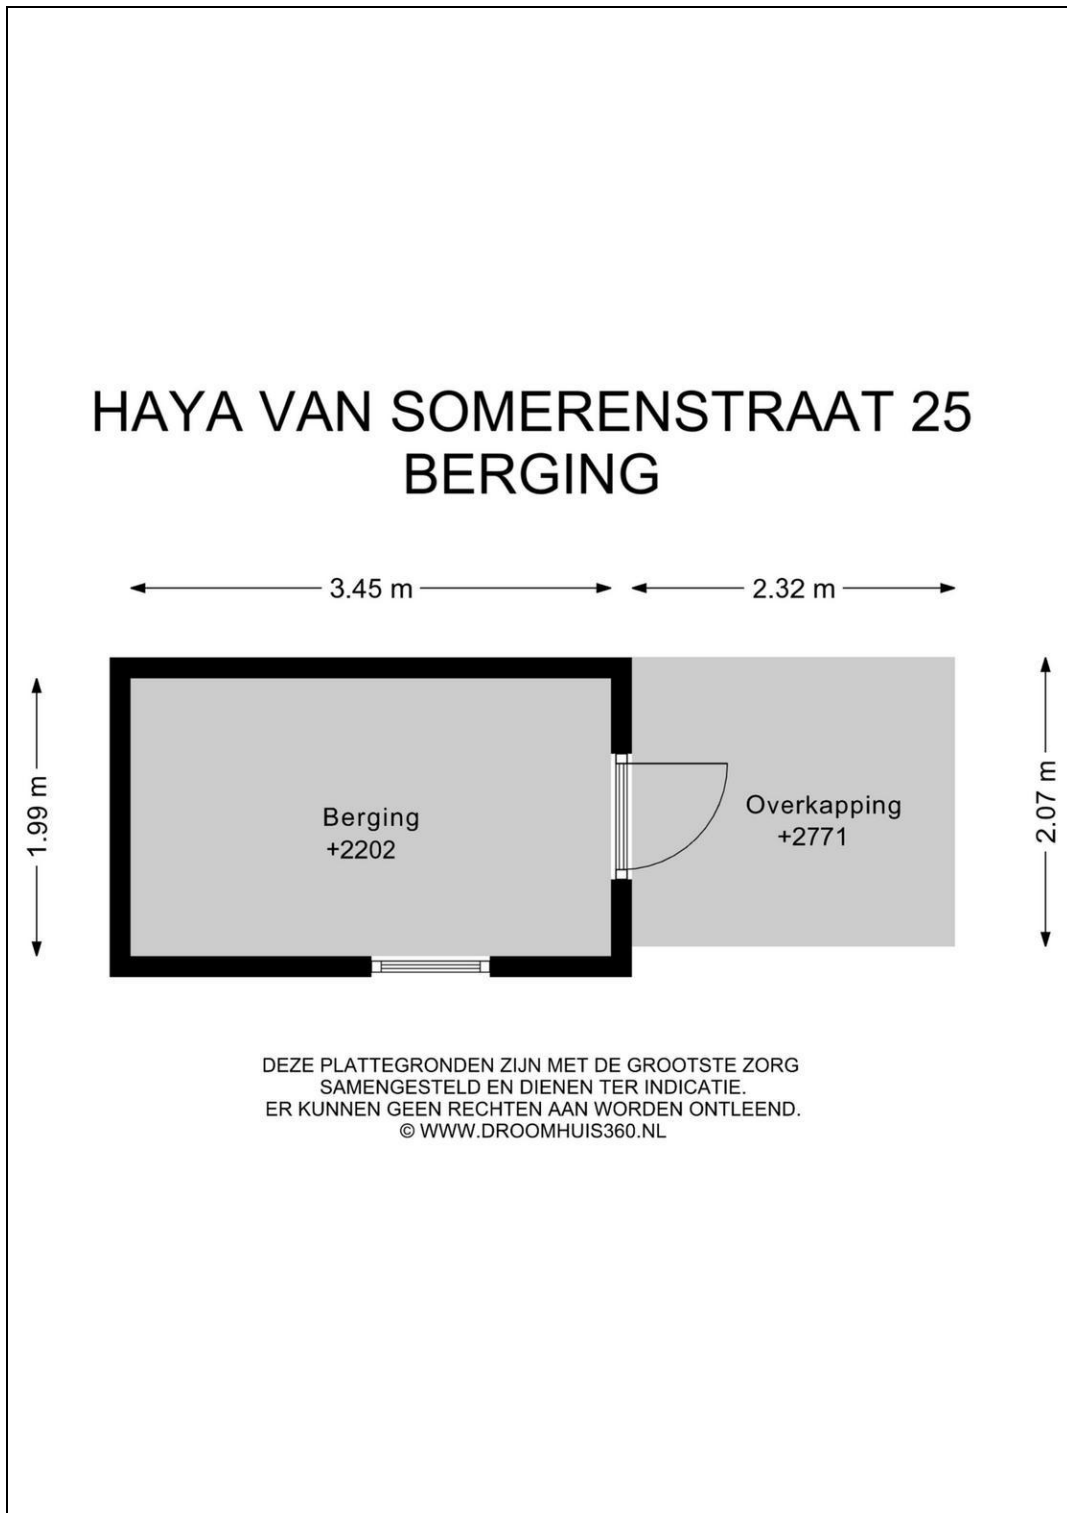 HAYA VAN SOMERENSTRAAT 25
BERGING
3.45 m
2.32 m
1.99 m
2.07 m
Berging
+2202
Overkapping
+2771
DEZE PLATTEGRONDEN ZIJN MET DE GROOTSTE ZORG
SAMENGESTELD EN DIENEN TER INDICATIE.
ER KUNNEN GEEN RECHTEN AAN WORDEN ONTLEEND.
© WWW.DROOMHUIS360.NL